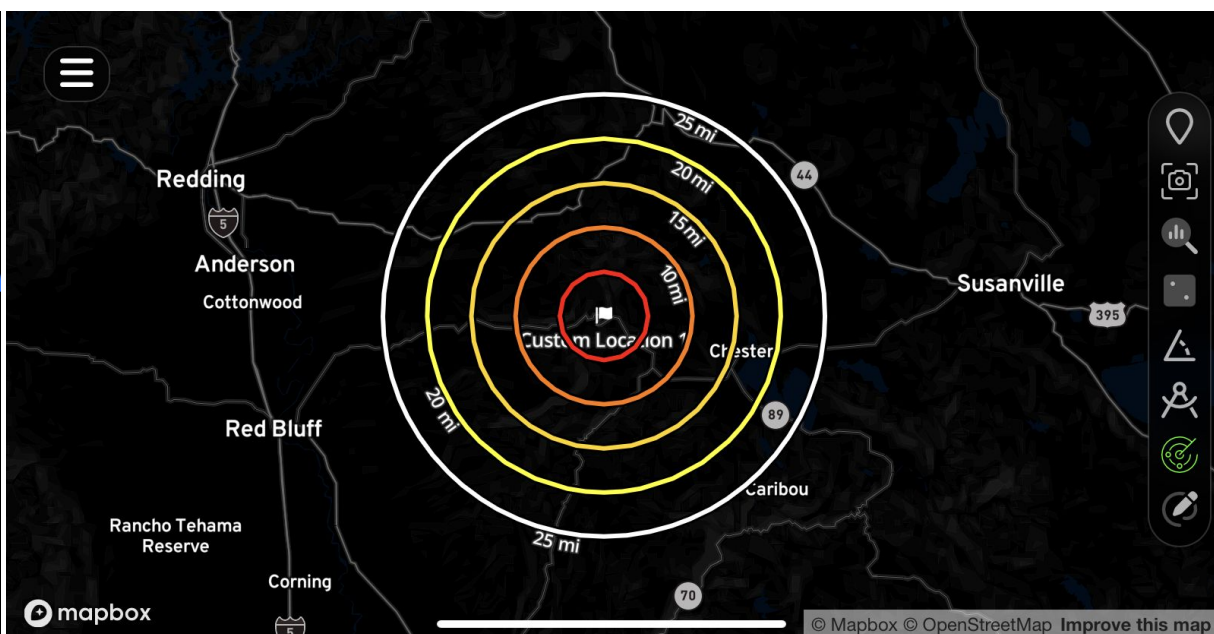 25 mi
20 mi
44
Redding
15 mi
5
Anderson
10 mi
Susanville
Cottonwood
395
Custom Location 1
Chester
20 mi
89
Red Bluff
Caribou
Rancho Tehama
Reserve
25 mi
Corning
70
mapbox
5
© Mapbox © OpenStreetMap Improve this map